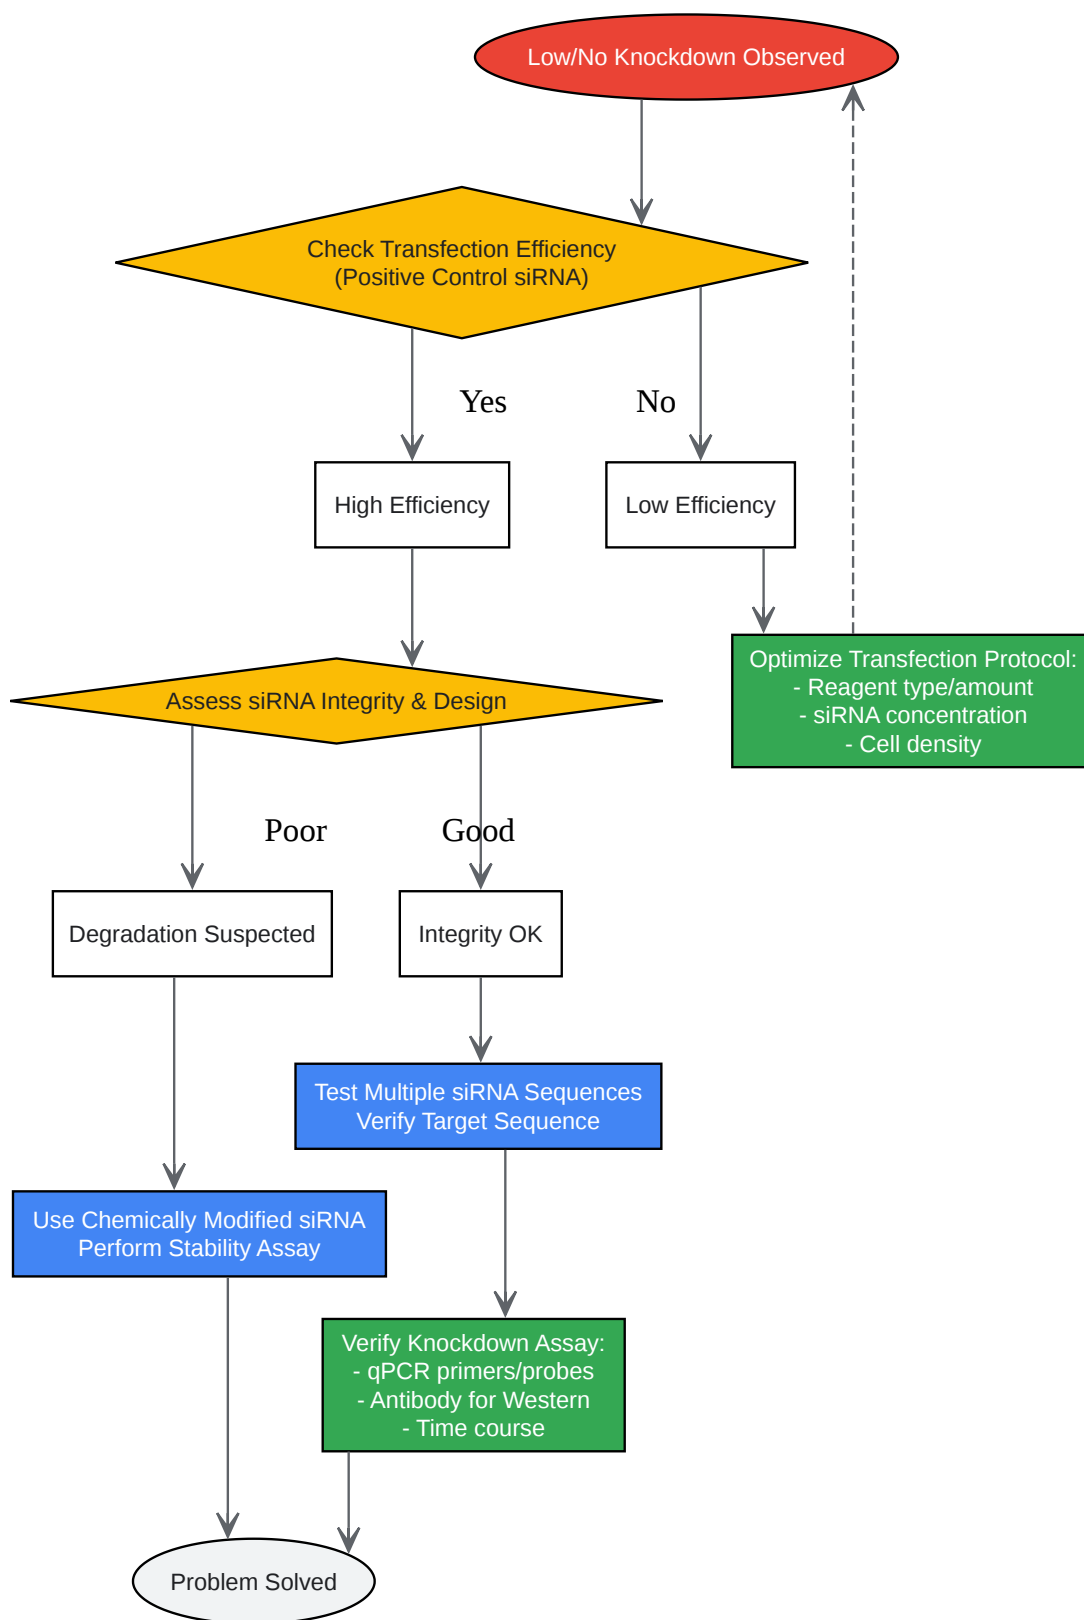 Low/No Knockdown Observed
Check Transfection Efficiency
(Positive Control siRNA)
Yes
No
High Efficiency
Low Efficiency
Optimize Transfection Protocol:
- Reagent type/amount
- siRNA concentration
- Cell density
Assess siRNA Integrity & Design
Poor
Good
Degradation Suspected
Integrity OK
Test Multiple siRNA Sequences
Verify Target Sequence
Use Chemically Modified siRNA
Perform Stability Assay
Verify Knockdown Assay:
- qPCR primers/probes
- Antibody for Western
- Time course
Problem Solved